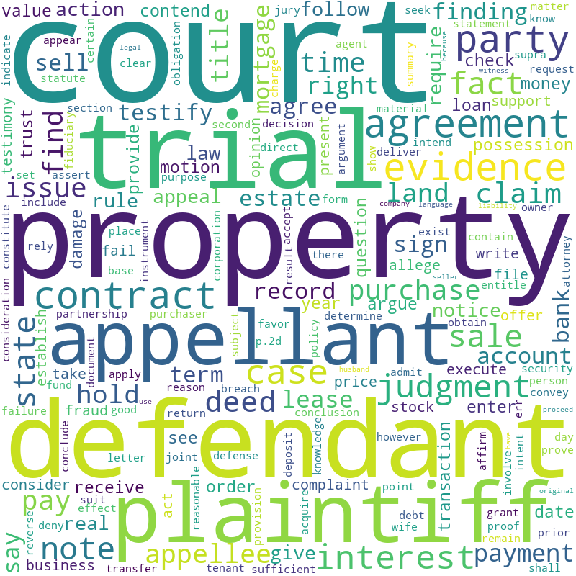 value action contend jury follow seek finding matter know
indicate appear certain legal clear obligation title mortgage agent charge summary statement supra request
court
party
sell statute
time right require fact check money
testimony find section testify agree loan support
trial
agreement
trust fiduciary provide second decision direct opinion present argument material intend show deliver possession
set assert motion law
issue include purpose appeal estate form
evidence
land claim
constitute damage rule question
property
consideration rely place fail base instrument corporation result accept there company language exist liability owner contain write attorney
allege file entitle
contract record purchase bank
state establish partnership purchaser year argue notice offer
appellant
sale
document apply subject favor p.2d policy determine obtain account
take fund term case price admit execute security person convey
hold reason breach husband
judgment
failure fraud good use deed lease stock enter
conclude return conclusion affirm proceed
defendant
letter joint see defense deposit knowledge however involve intent day prove
consider receive suit order complaint point transaction
plaintiff
pay act reasonable provision acquire debt grant original date
deny effect real wife proof remain prior
say reverse note appellee give interest payment
business transfer tenant sufficient shall